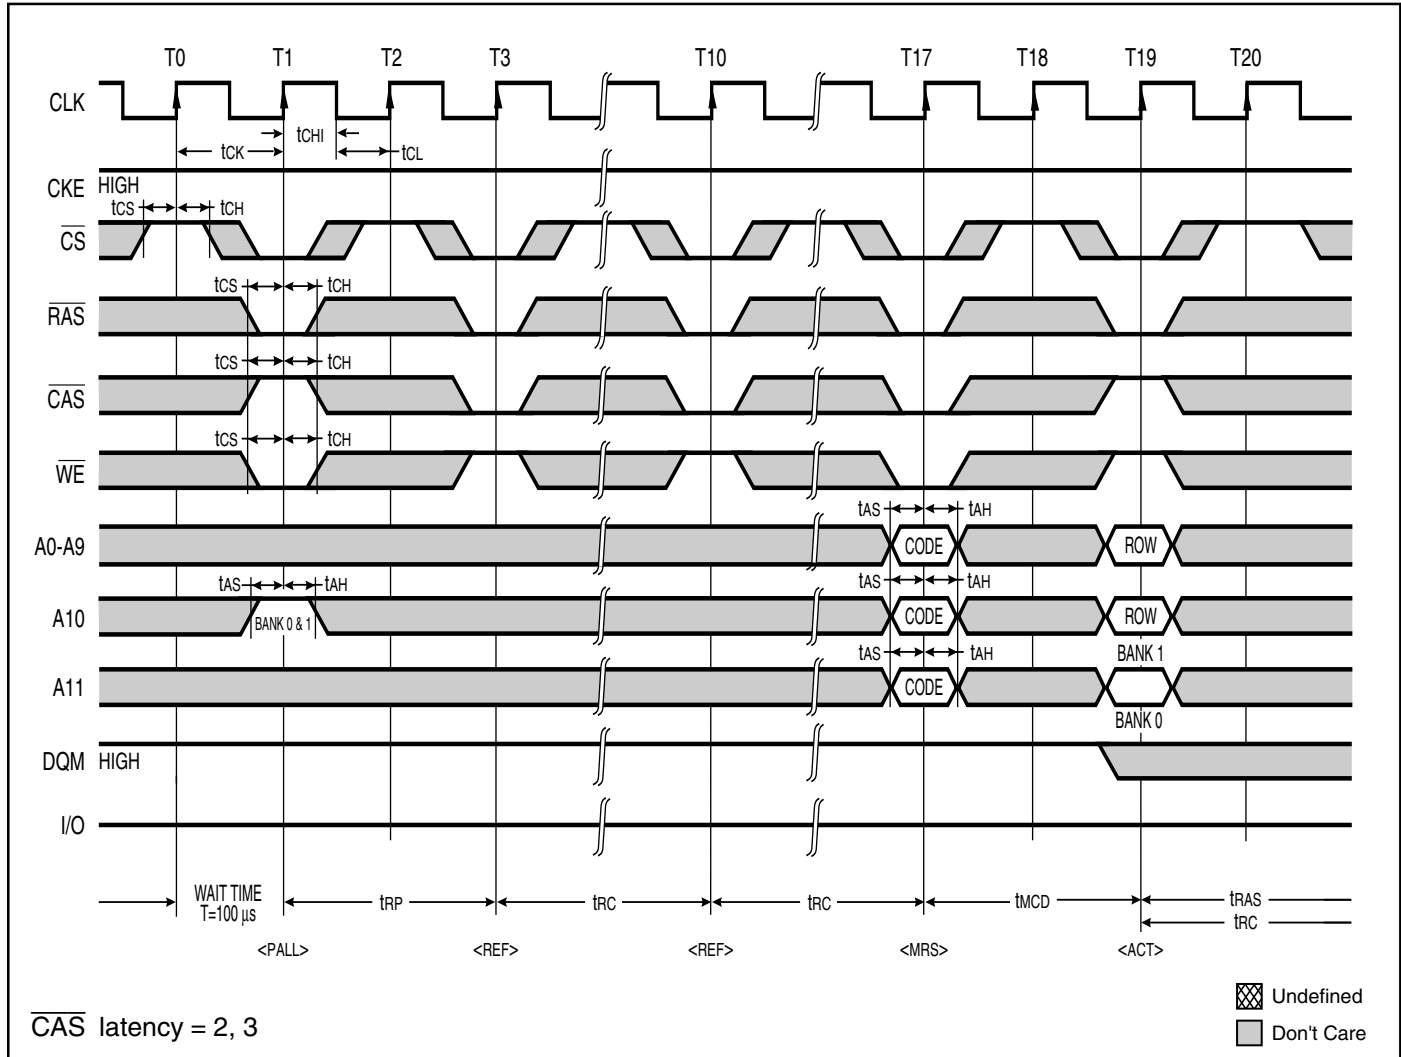 T0 T1 T2 T3 T10 T17 T18 T19 T20
CLK
tCHI
tCK tCL
CKE HIGH
tCS tCH
CS
tCS tCH
RAS
tCS tCH
CAS
tCS tCH
WE
tAS tAH
A0-A9 CODE ROW
tAS tAH tAS tAH
A10 BANK 0 & 1 CODE ROW
tAS tAH BANK 1
A11 CODE
BANK 0
DQM HIGH
I/O
WAIT TIME
T=100 µs
tRP tRC tRC tMCD tRAS
tRC
<PALL> <REF> <REF> <MRS> <ACT>
Undefined
CAS latency = 2, 3
Don't Care